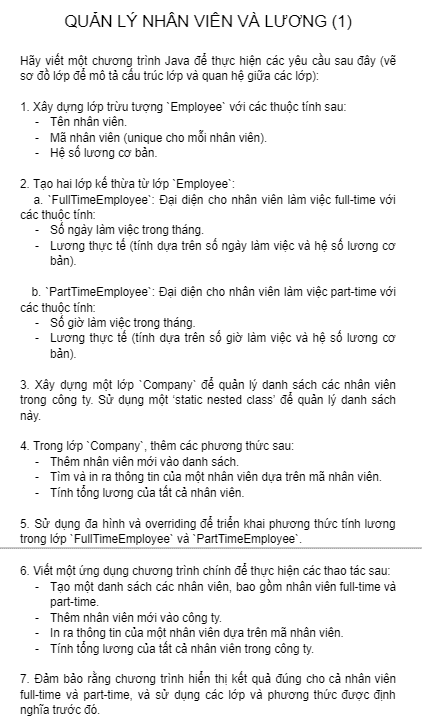 QUẢN LÝ NHÂN VIÊN VÀ LƯƠNG (1)
Hãy viết một chương trình Java để thực hiện các yêu cầu sau đây (vẽ
sơ đồ lớp để mô tả cấu trúc lớp và quan hệ giữa các lớp):
1. Xây dựng lớp trừu tượng `Employee` với các thuộc tính sau:
- Tên nhân viên.
- Mã nhân viên (unique cho mỗi nhân viên).
- Hệ số lương cơ bản.
2. Tạo hai lớp kế thừa từ lớp `Employee`:
a. `FullTimeEmployee`: Đại diện cho nhân viên làm việc full-time với
các thuộc tính:
- Số ngày làm việc trong tháng.
- Lương thực tế (tính dựa trên số ngày làm việc và hệ số lương cơ
bản).
b. `PartTimeEmployee`: Đại diện cho nhân viên làm việc part-time với
các thuộc tính:
- Số giờ làm việc trong tháng.
- Lương thực tế (tính dựa trên số giờ làm việc và hệ số lương cơ
bản).
3. Xây dựng một lớp `Company` để quản lý danh sách các nhân viên
trong công ty. Sử dụng một ‘static nested class’ để quản lý danh sách
này.
4. Trong lớp `Company`, thêm các phương thức sau:
- Thêm nhân viên mới vào danh sách.
- Tìm và in ra thông tin của một nhân viên dựa trên mã nhân viên.
- Tính tổng lương của tất cả nhân viên.
5. Sử dụng đa hình và overriding để triển khai phương thức tính lương
trong lớp `FullTimeEmployee` và `PartTimeEmployee`.
6. Viết một ứng dụng chương trình chính để thực hiện các thao tác sau:
- Tạo một danh sách các nhân viên, bao gồm nhân viên full-time và
part-time.
- Thêm nhân viên mới vào công ty.
- In ra thông tin của một nhân viên dựa trên mã nhân viên.
- Tính tổng lương của tất cả nhân viên trong công ty.
7. Đảm bảo rằng chương trình hiển thị kết quả đúng cho cả nhân viên
full-time và part-time, và sử dụng các lớp và phương thức được định
nghĩa trước đó.